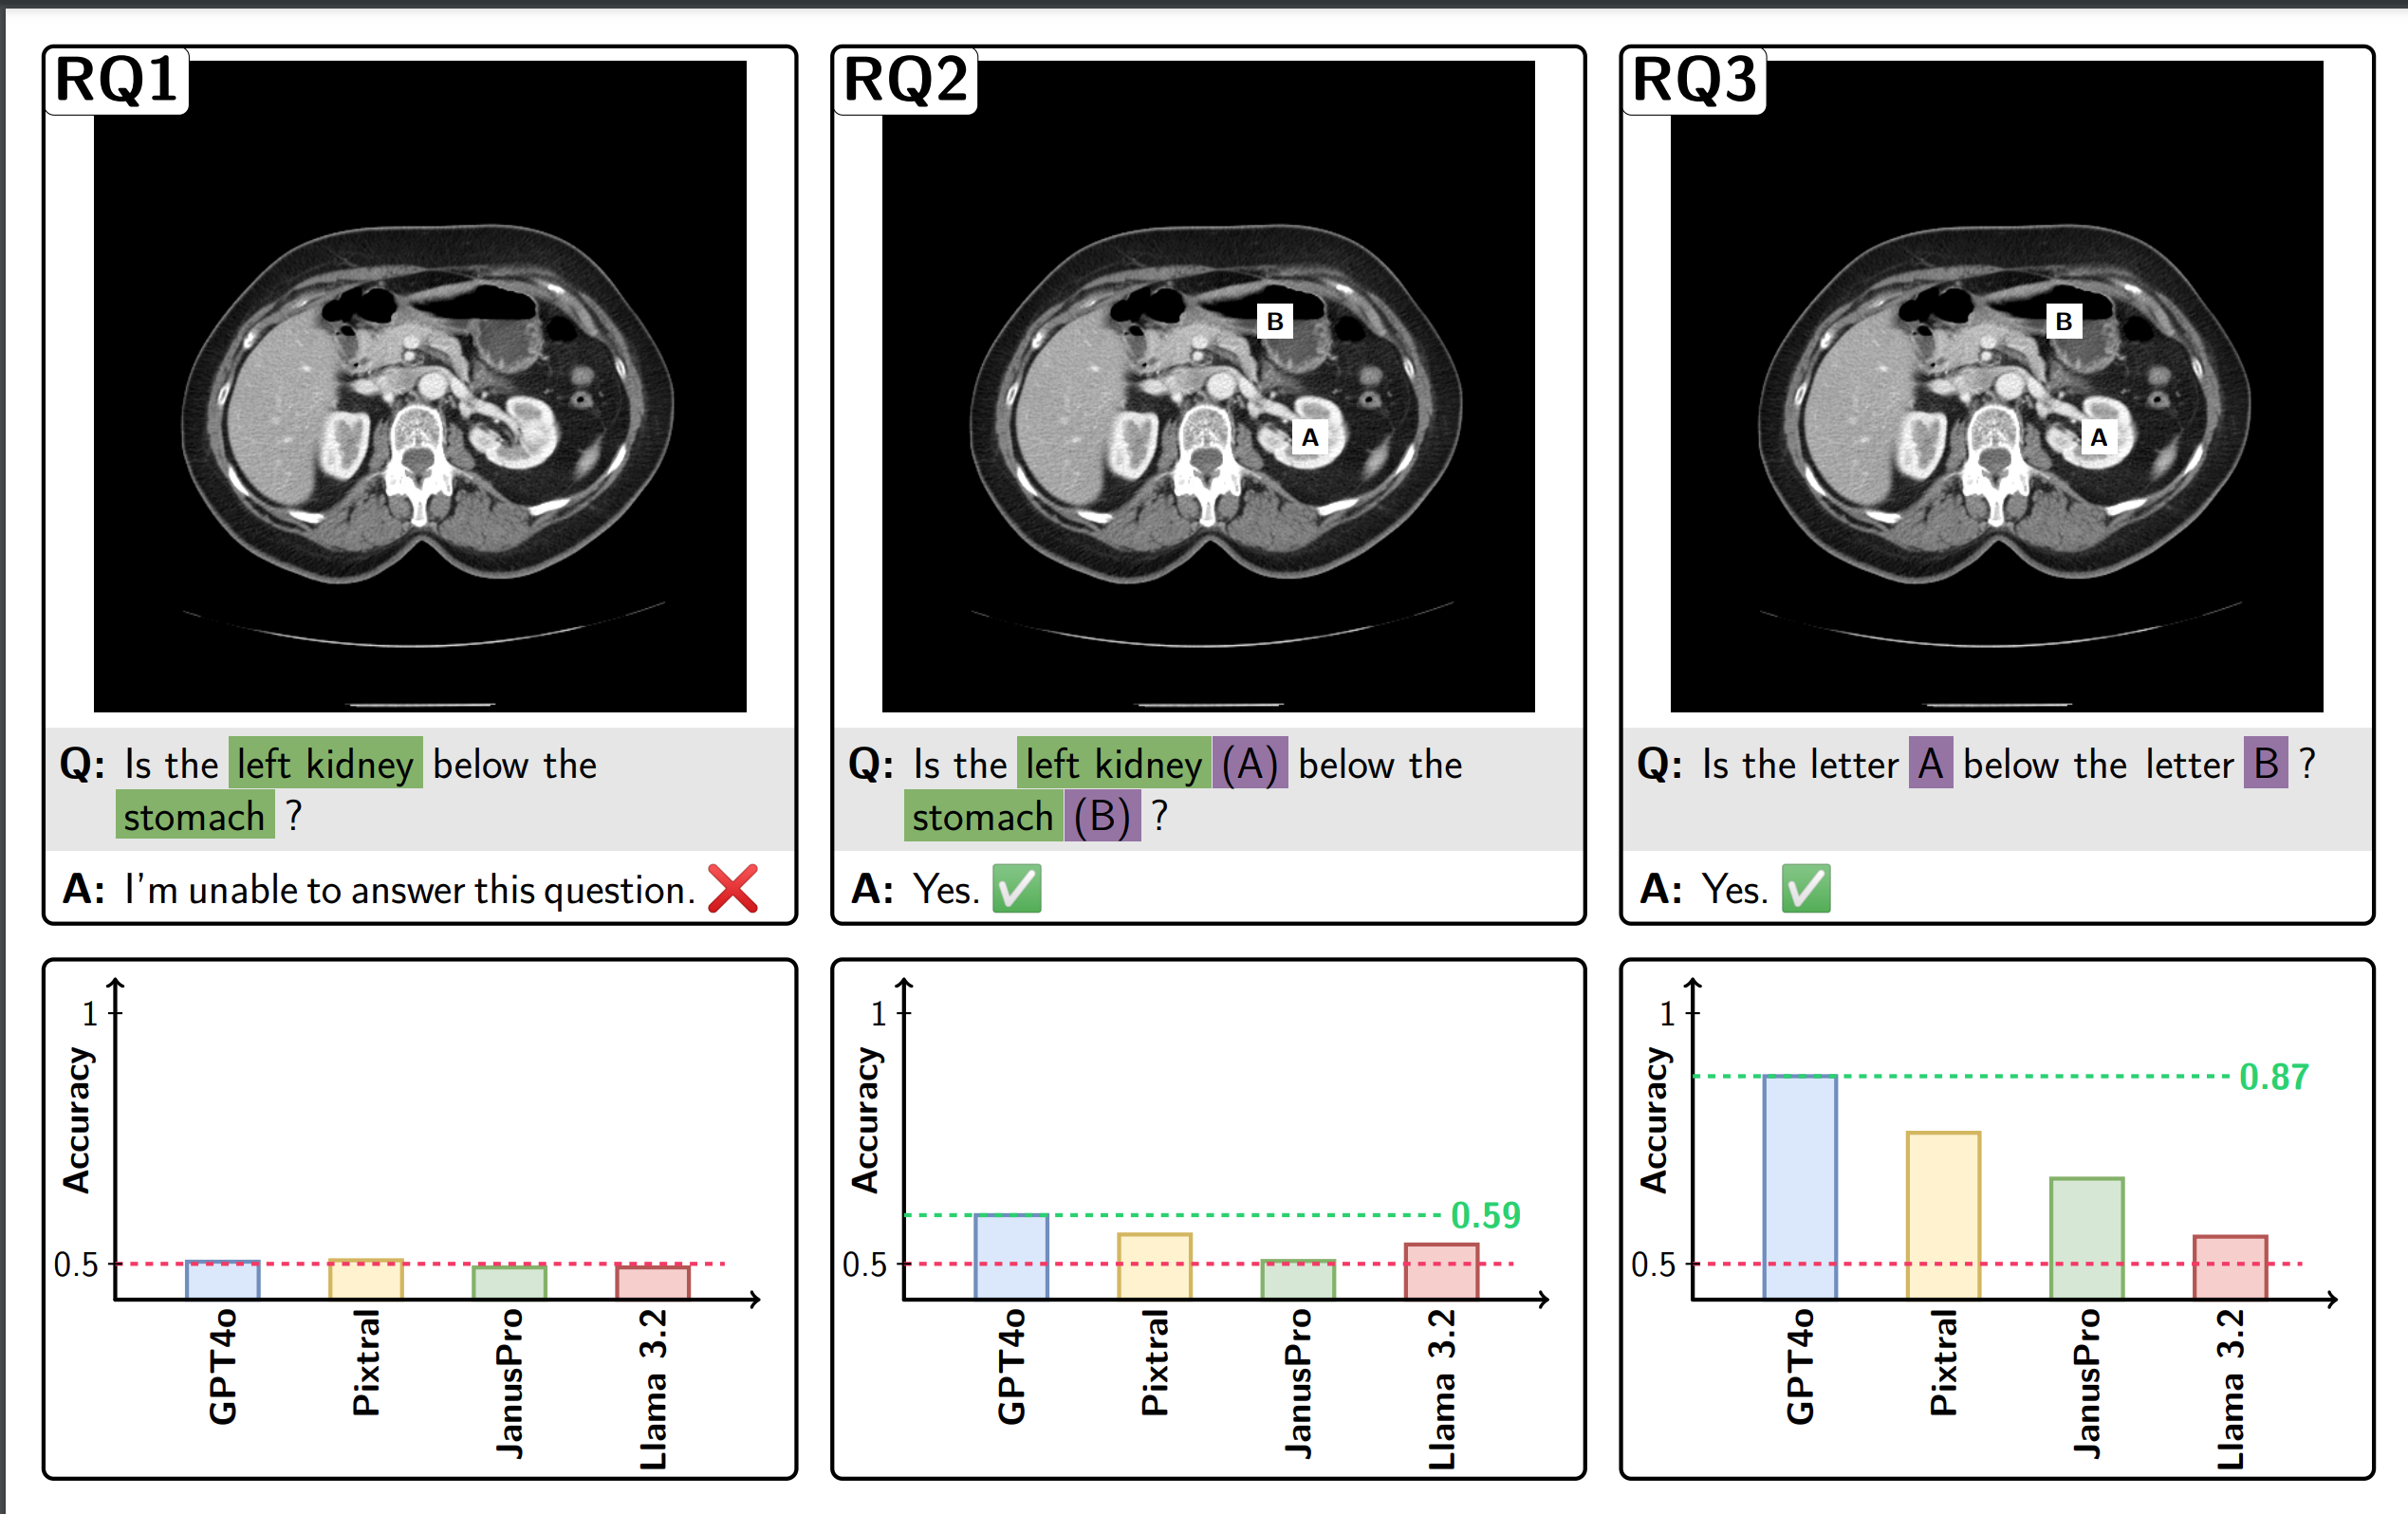 RQ1
Q: Is the left kidney below the
stomach ?
A: I'm unable to answer this question. ❌
RQ2
B
A
Q: Is the left kidney (A) below the
stomach (B) ?
A: Yes. ✅
RQ3
B
A
Q: Is the letter A below the letter B ?
A: Yes. ✅
Accuracy
1
0.5
GPT4o
Pixtral
JanusPro
Llama 3.2
Accuracy
1
0.59
0.5
GPT4o
Pixtral
JanusPro
Llama 3.2
Accuracy
1
0.87
0.5
GPT4o
Pixtral
JanusPro
Llama 3.2